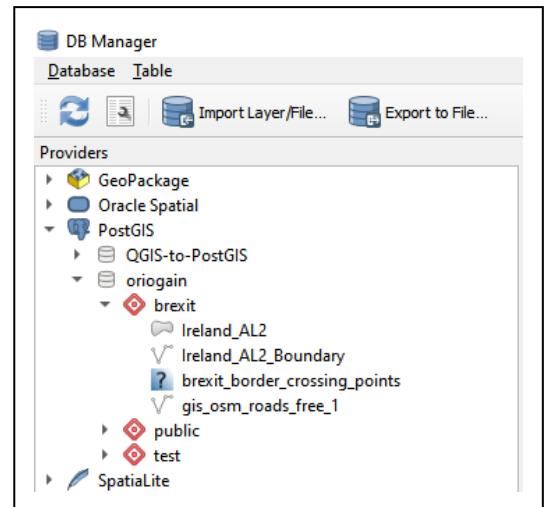 DB Manager
Database Table
Import Layer/File... Export to File...
Providers
GeoPackage
Oracle Spatial
PostGIS
QGIS-to-PostGIS
oriogain
brexit
Ireland_AL2
Ireland_AL2_Boundary
? brexit_border_crossing_points
gis_osm_roads_free_1
public
test
SpatiaLite